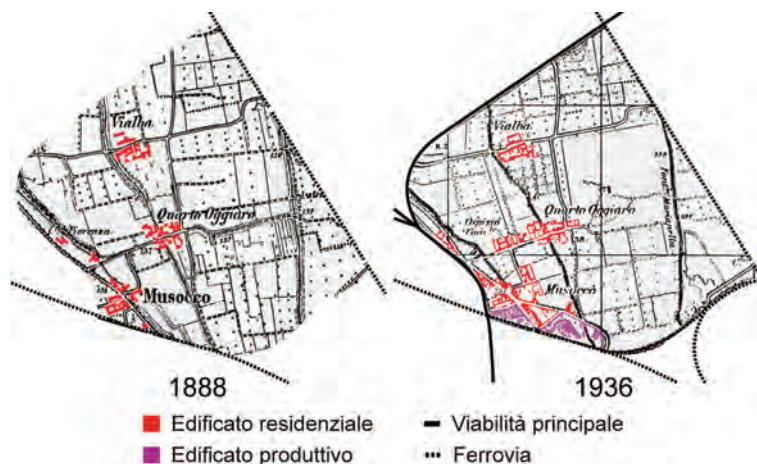 Vialba
Quarto Oggiaro
Musocco
Vialba
Quarto Oggiaro
Musocco
1888
1936
Edificato residenziale
Viabilità principale
Edificato produttivo
Ferrovia